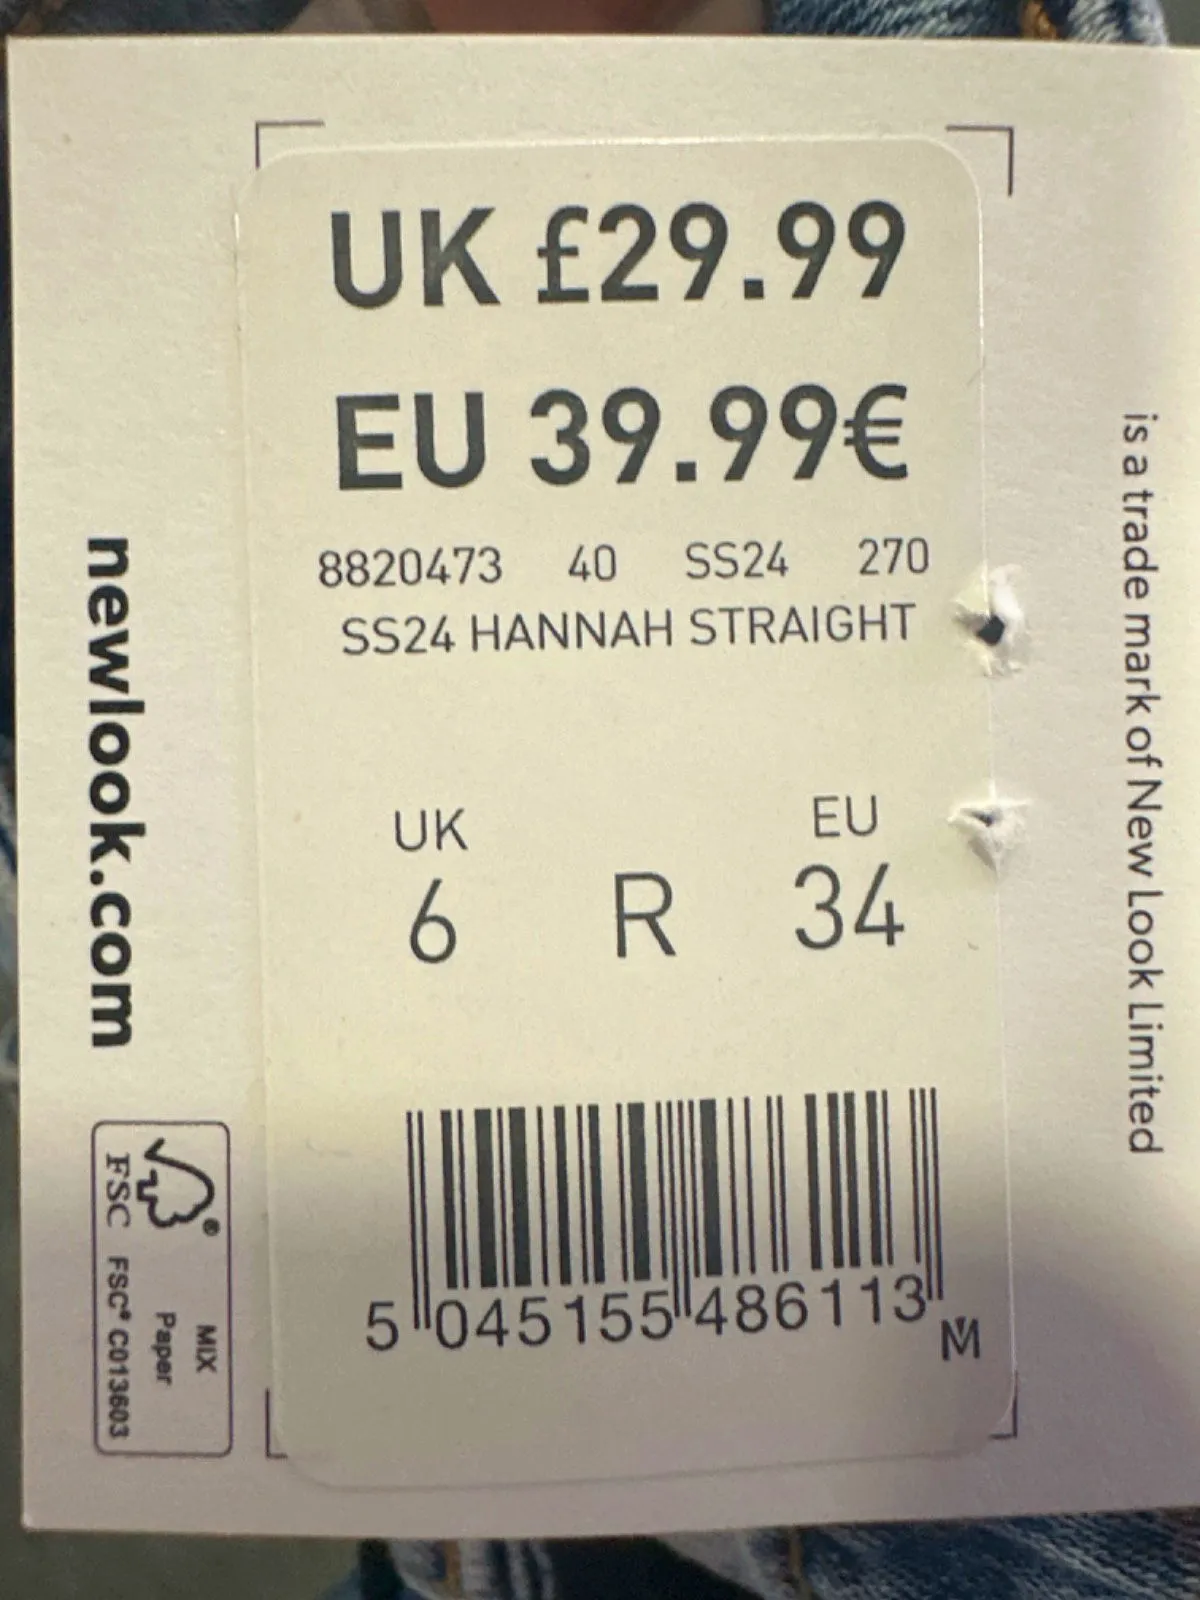 UK £29.99
EU 39.99€
8820473 40 SS24 270
SS24 HANNAH STRAIGHT
UK EU
6 R 34
5 045155 486113
M
newlook.com
FSC
MIX
Paper
FSC® C013603
is a trade mark of New Look Limited